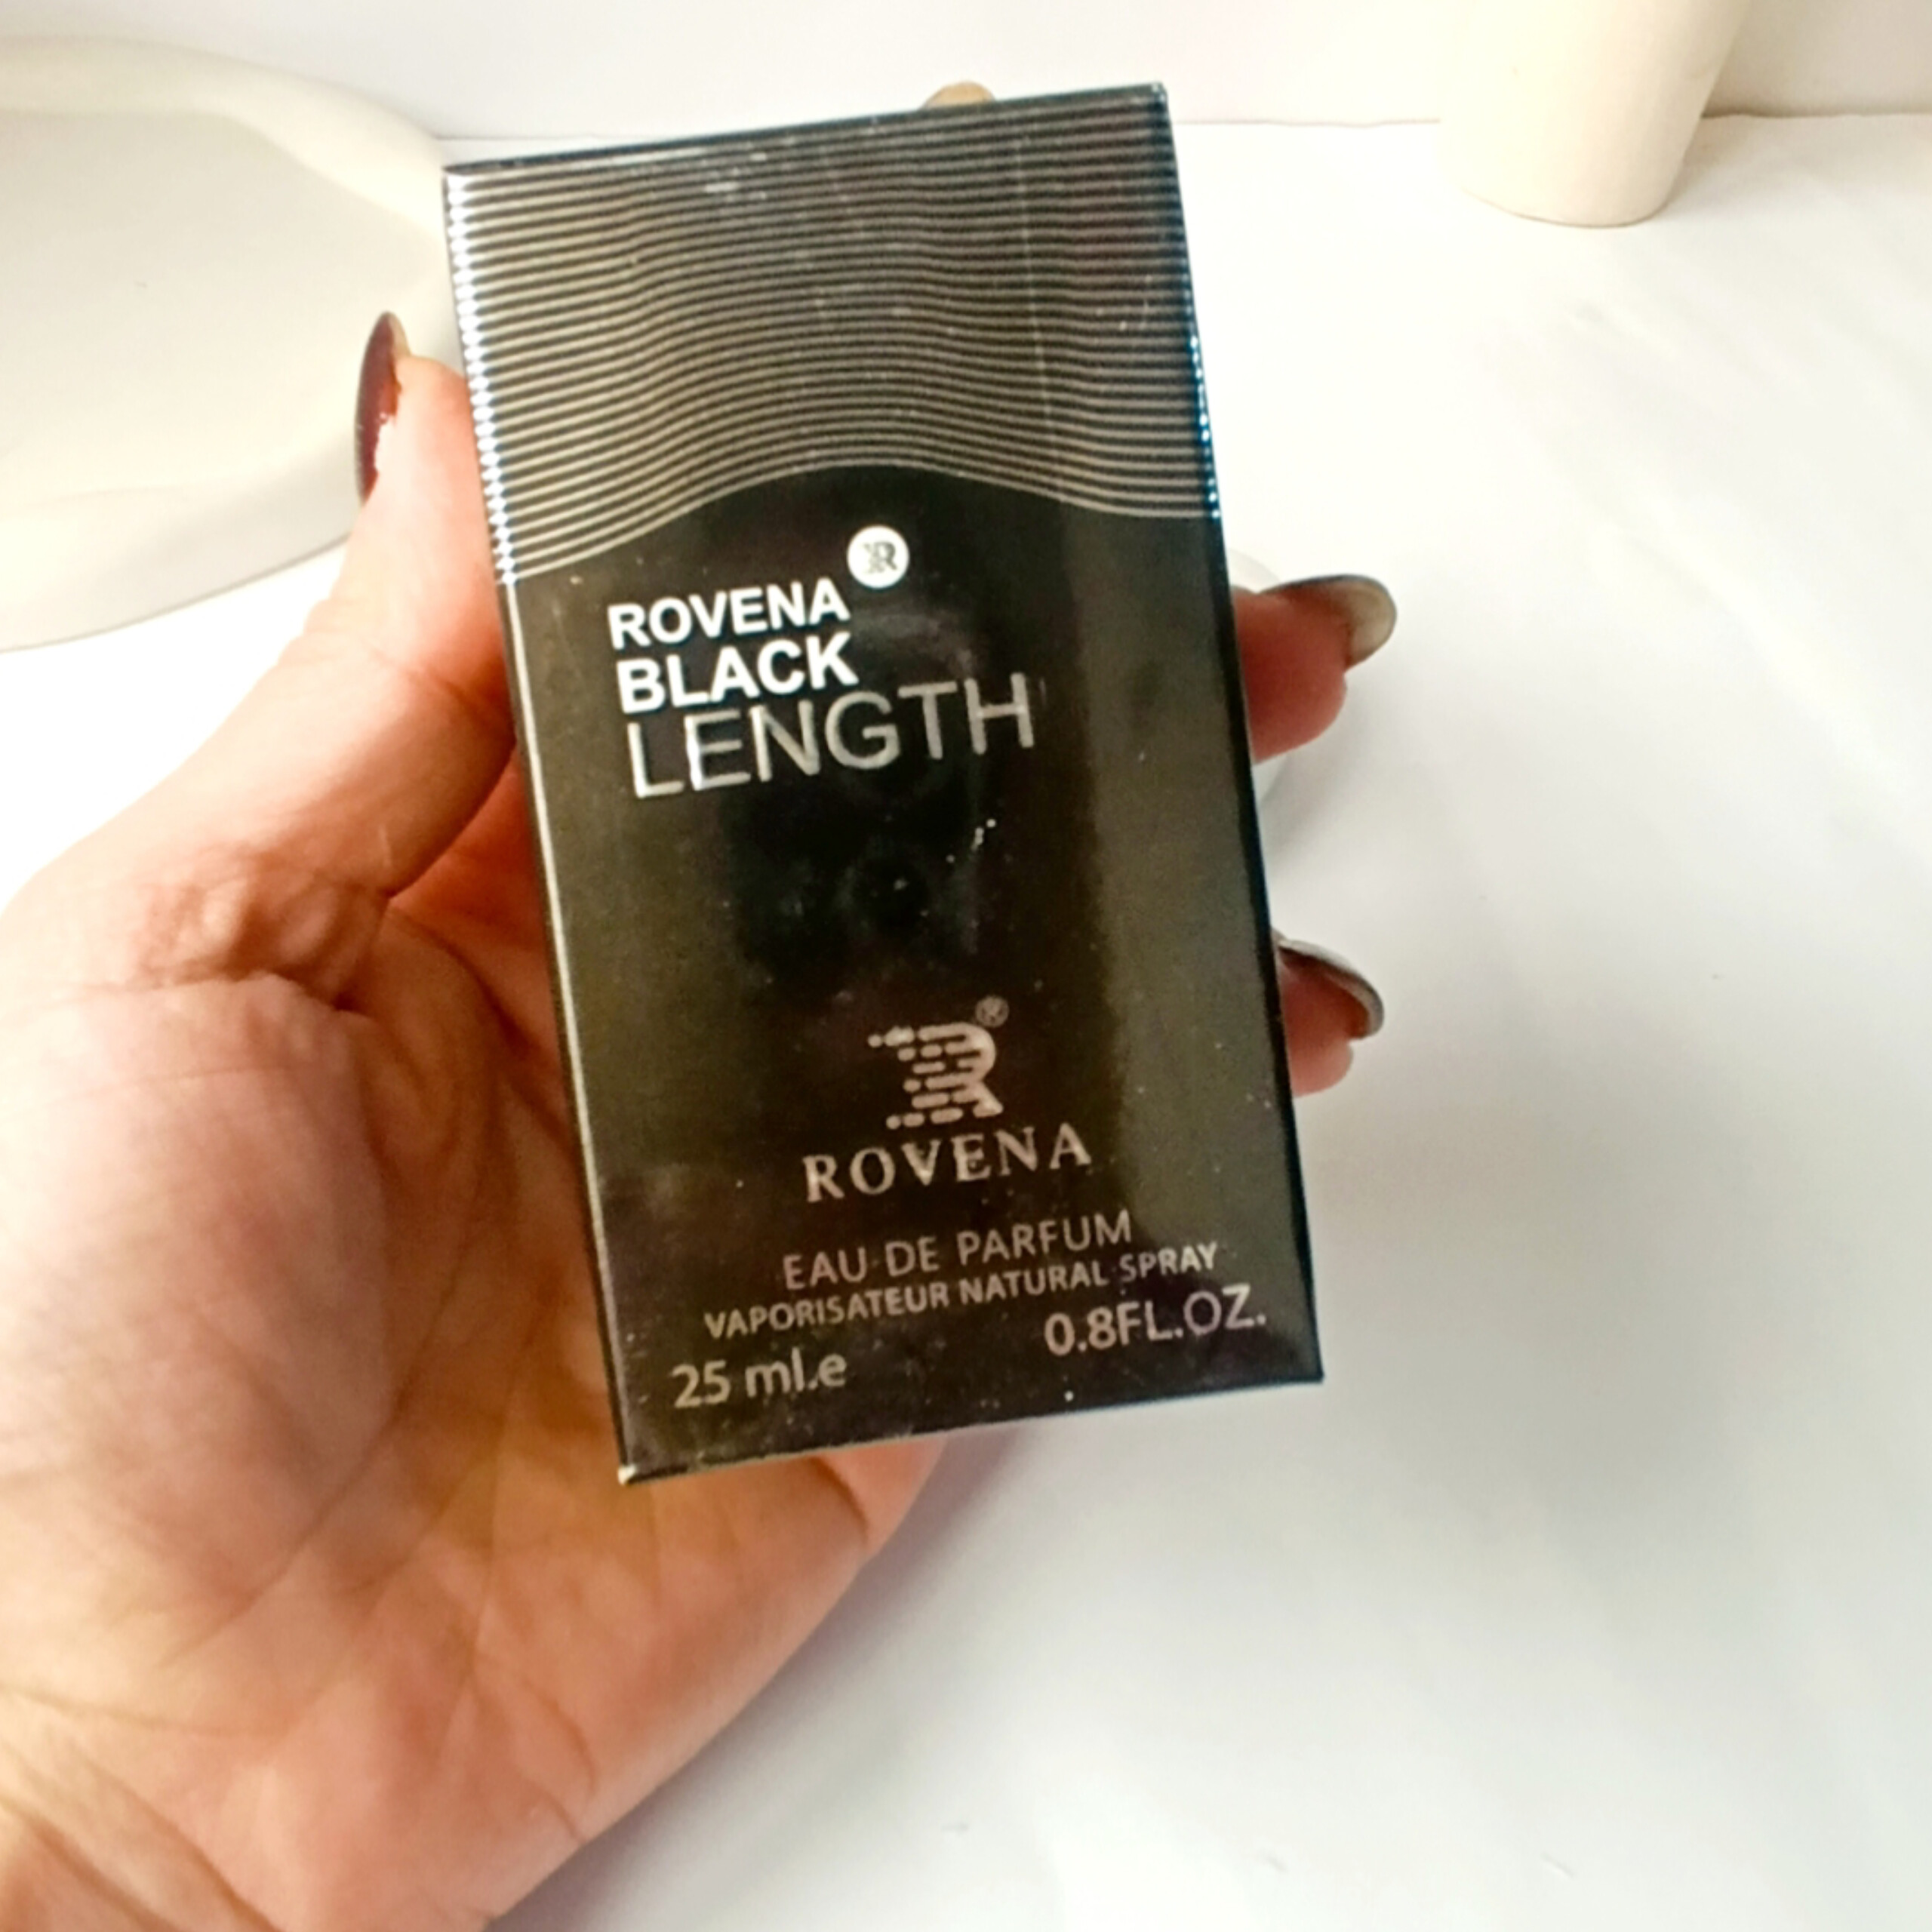 R
ROVENA
BLACK
LENGTH
R®
ROVENA
EAU DE PARFUM
VAPORISATEUR NATURAL SPRAY
25 ml.e 0.8FL.OZ.